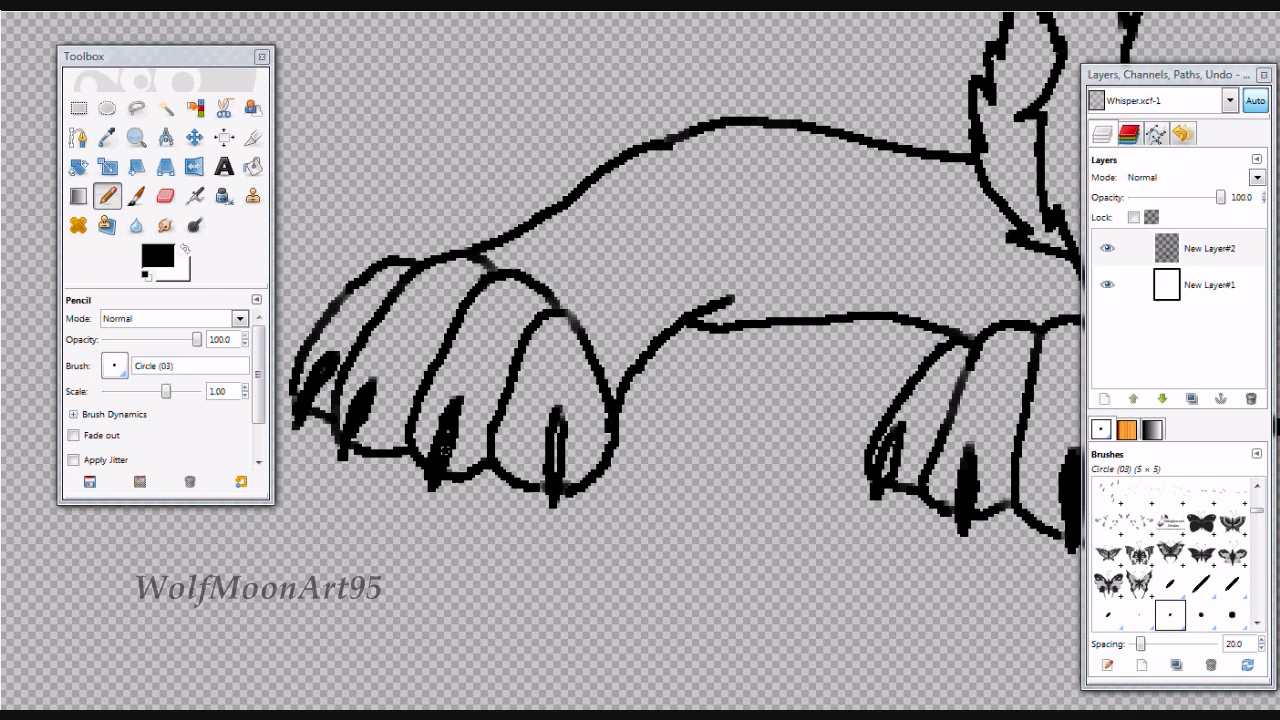 Toolbox
Pencil
Mode: Normal
Opacity: 100.0
Brush: Circle (03)
Scale: 1.00
Brush Dynamics
Fade out
Apply Jitter
WolfMoonArt95
Layers, Channels, Paths, Undo - ...
Whisper.xcf-1
Auto
Layers
Mode: Normal
Opacity: 100.0
Lock:
New Layer#2
New Layer#1
Brushes
Circle (03) (5 × 5)
Spacing: 20.0